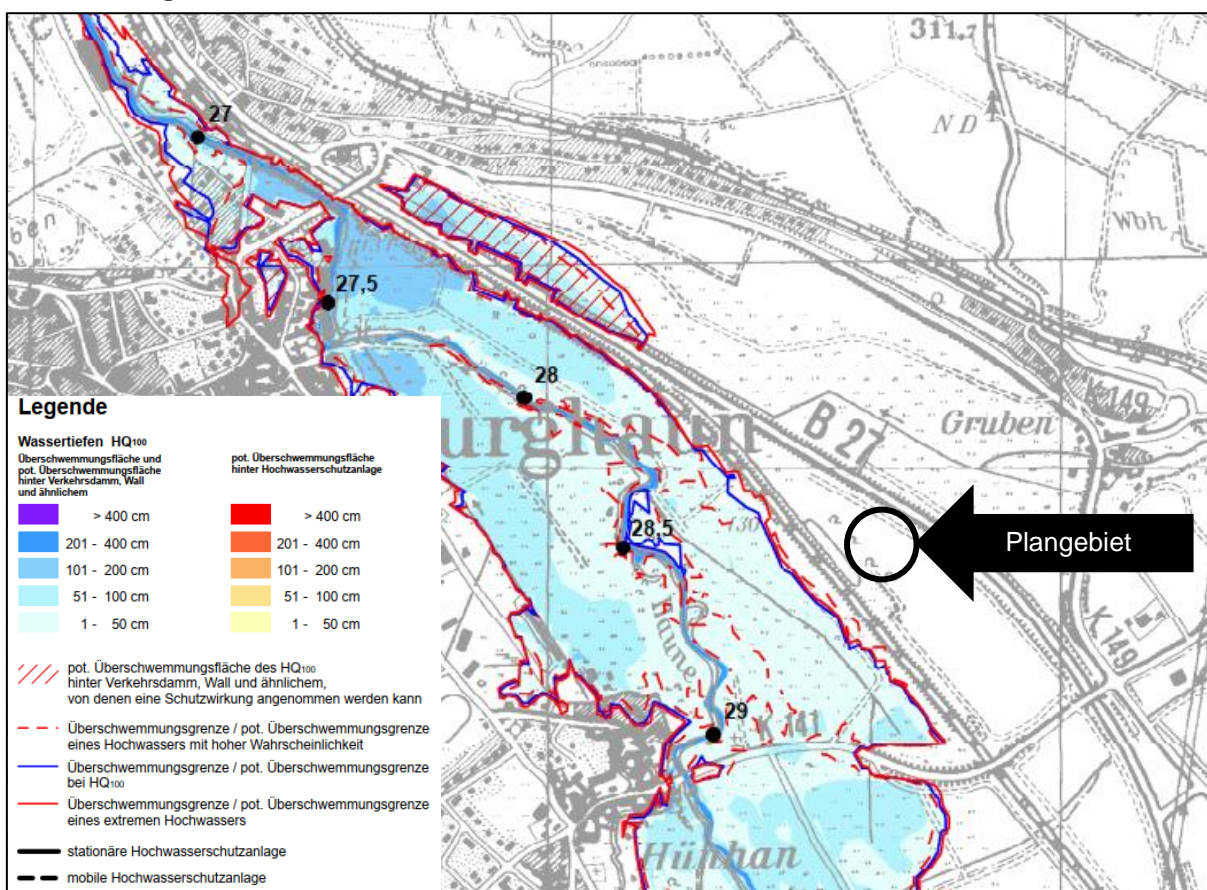 311.7
27
ND
Wbh.
27,5
28
urghaun
B 27
Gruben
K 149
28,5
130
Plangebiet
Haune
K 149
29
K 141
Hünhan
Legende
Wassertiefen HQ100
Überschwemmungsfläche und
pot. Überschwemmungsfläche
hinter Verkehrsdamm, Wall
und ähnlichem
> 400 cm
201 - 400 cm
101 - 200 cm
51 - 100 cm
1 - 50 cm
pot. Überschwemmungsfläche
hinter Hochwasserschutzanlage
> 400 cm
201 - 400 cm
101 - 200 cm
51 - 100 cm
1 - 50 cm
pot. Überschwemmungsfläche des HQ100
hinter Verkehrsdamm, Wall und ähnlichem,
von denen eine Schutzwirkung angenommen werden kann
Überschwemmungsgrenze / pot. Überschwemmungsgrenze
eines Hochwassers mit hoher Wahrscheinlichkeit
Überschwemmungsgrenze / pot. Überschwemmungsgrenze
bei HQ100
Überschwemmungsgrenze / pot. Überschwemmungsgrenze
eines extremen Hochwassers
stationäre Hochwasserschutzanlage
mobile Hochwasserschutzanlage